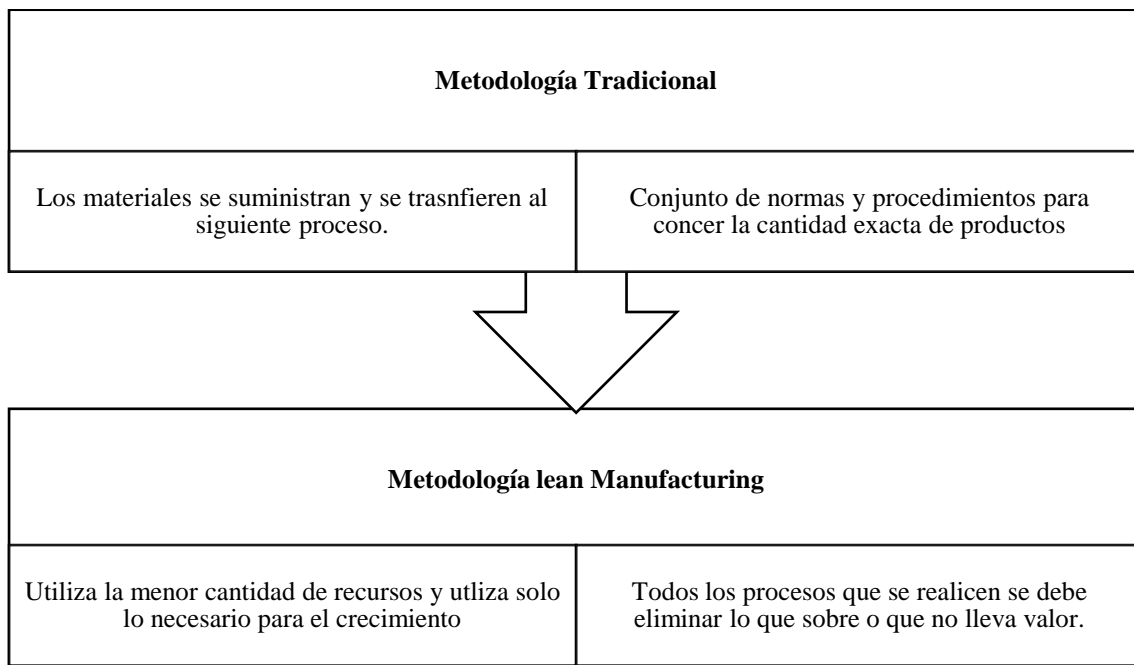 Metodología Tradicional
Los materiales se suministran y se trasnfieren al
siguiente proceso.
Conjunto de normas y procedimientos para
concer la cantidad exacta de productos
Metodología lean Manufacturing
Utiliza la menor cantidad de recursos y utliza solo
lo necesario para el crecimiento
Todos los procesos que se realicen se debe
eliminar lo que sobre o que no lleva valor.